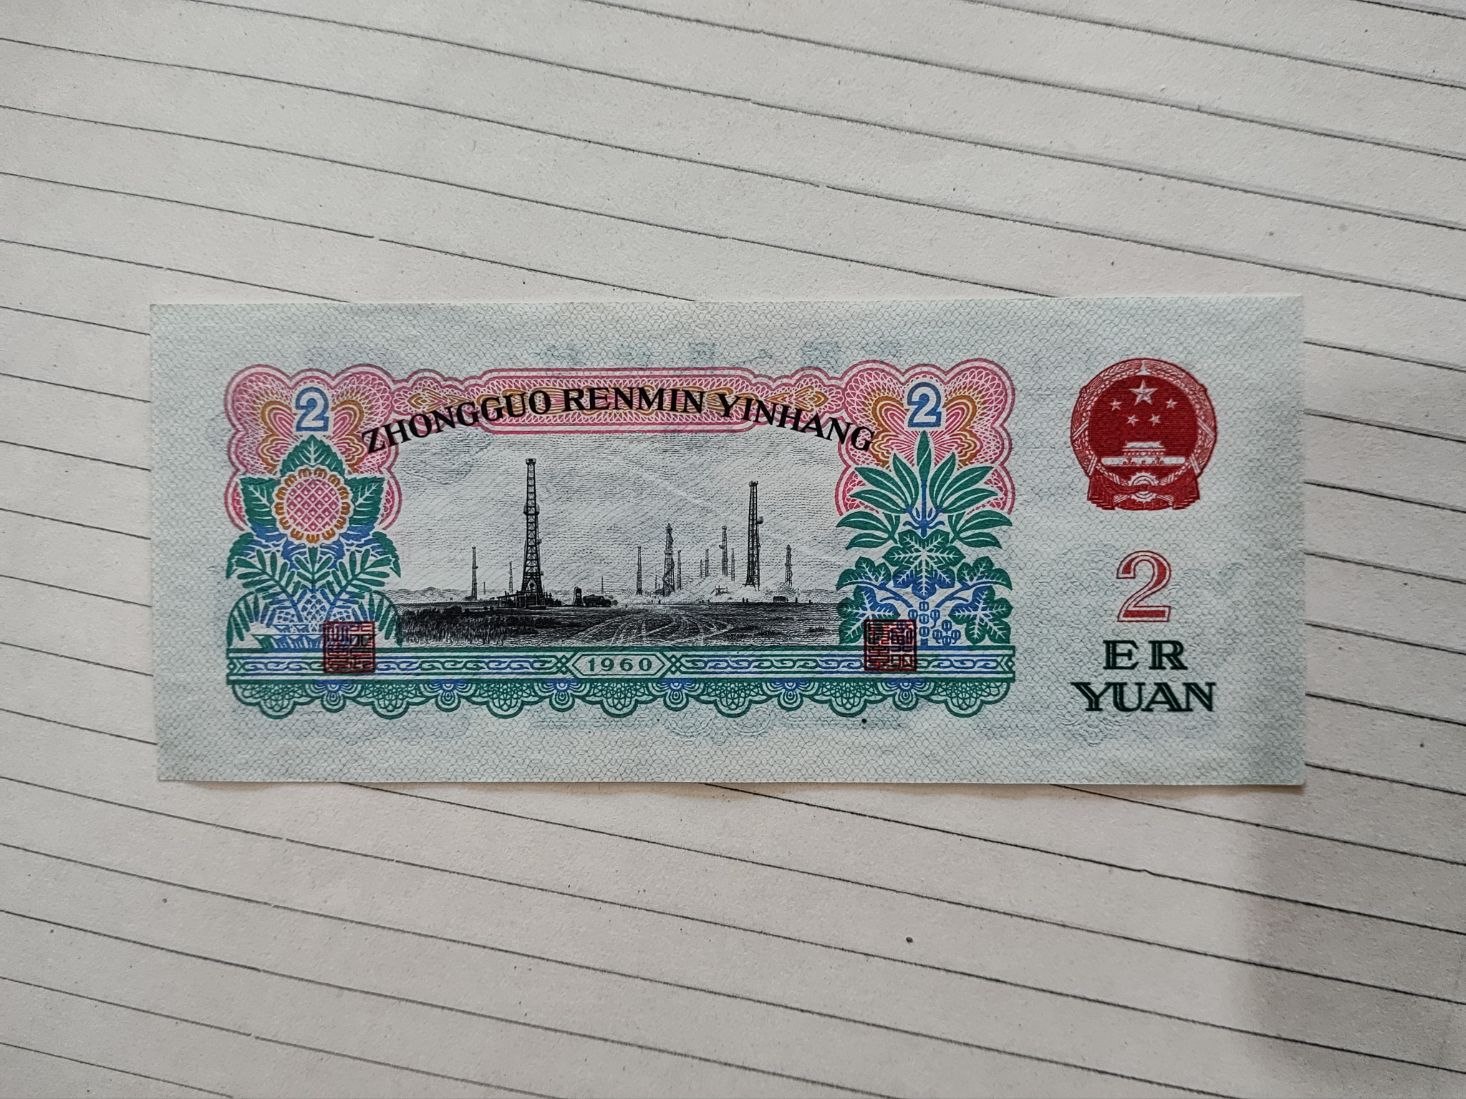 2
2
ZHONGGUO RENMIN YINHANG
1960
2
ER
YUAN